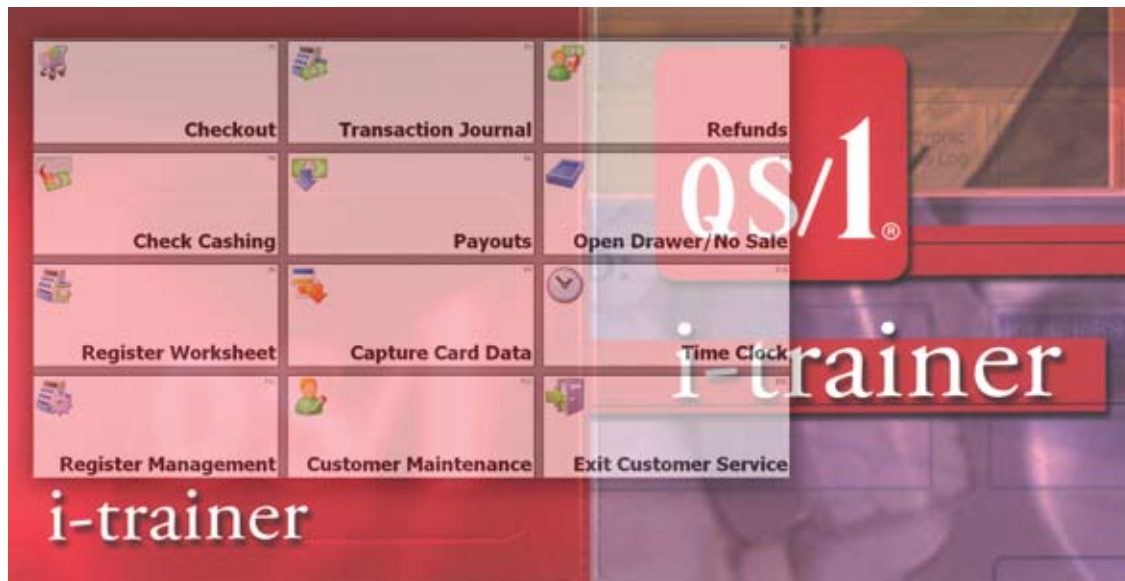 Checkout
Transaction Journal
Refunds
Check Cashing
Payouts
Open Drawer/No Sale
Register Worksheet
Capture Card Data
Time Clock
Register Management
Customer Maintenance
Exit Customer Service
QS/1®
i-trainer
i-trainer